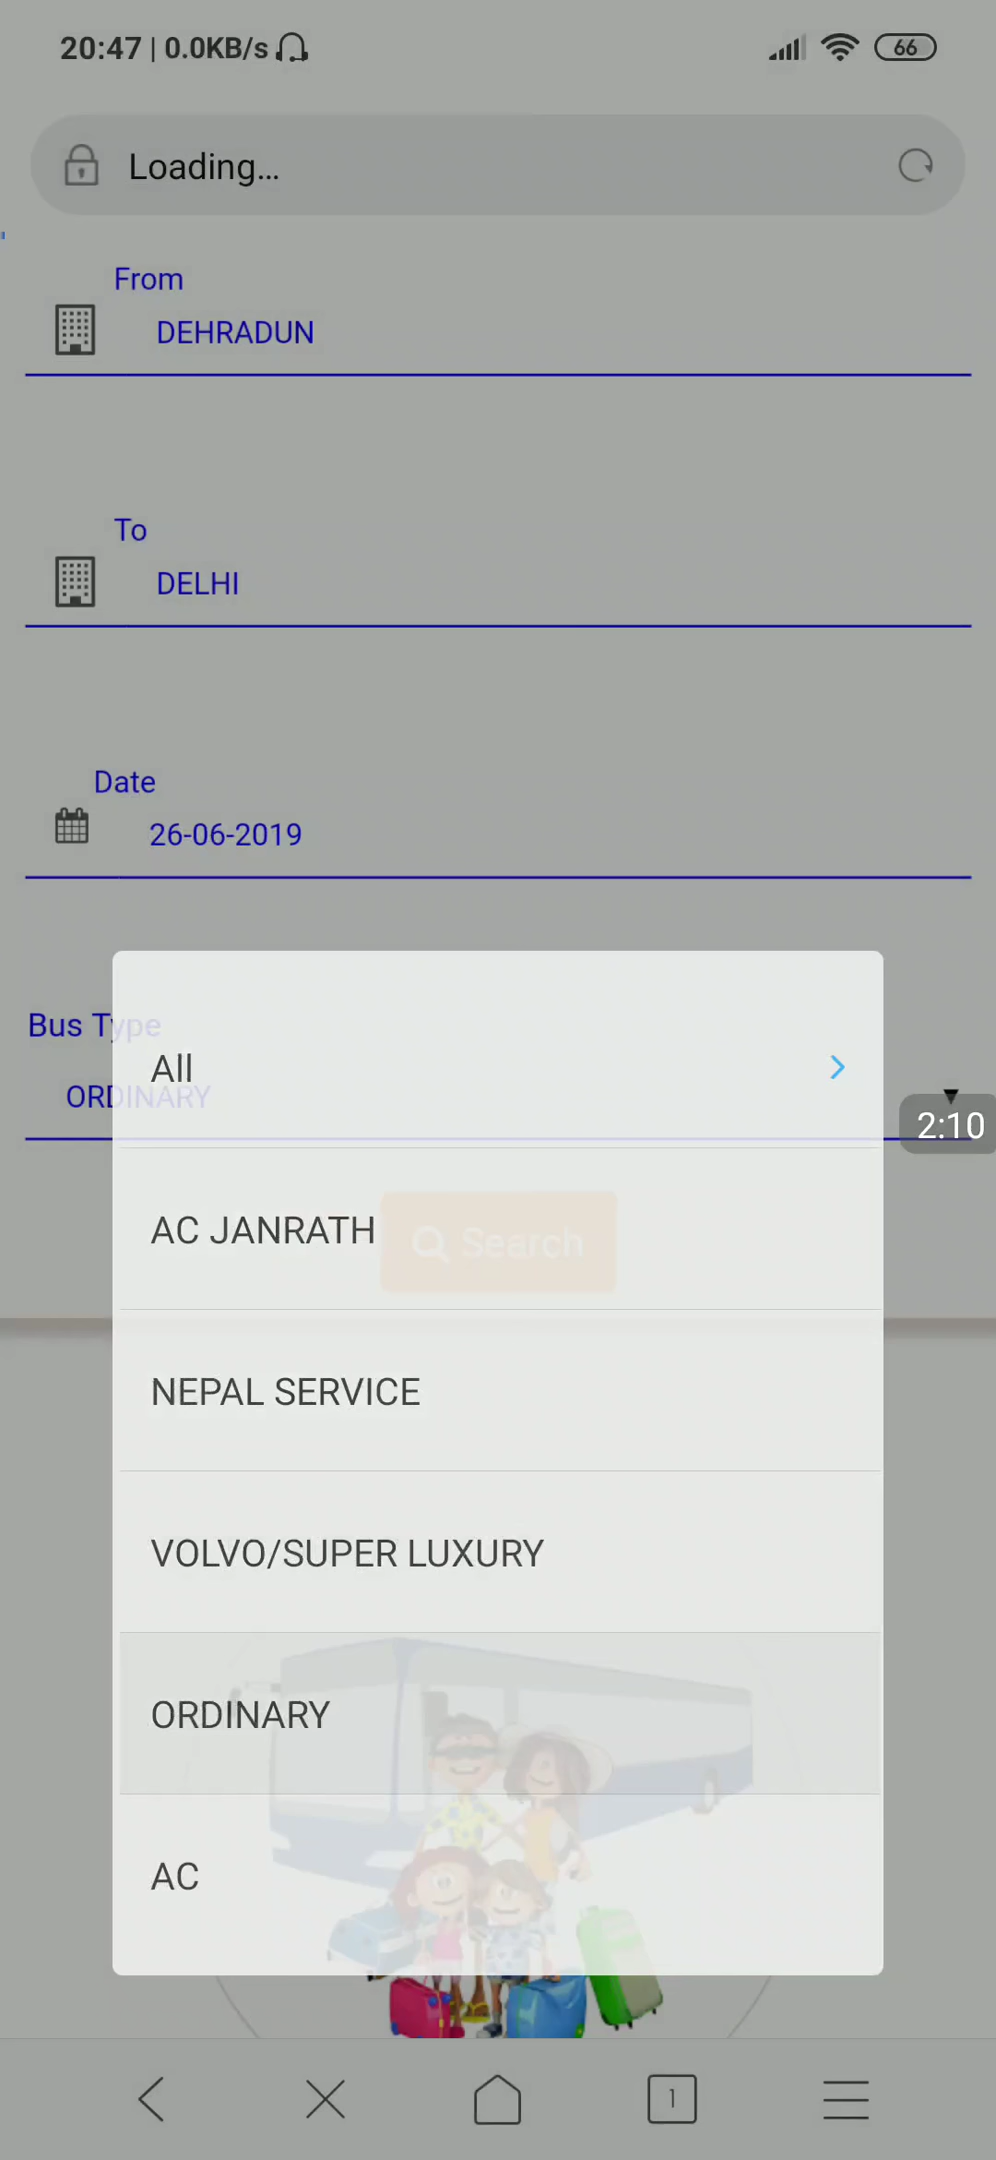 20:47 | 0.0KB/s
66
Loading...
From
DEHRADUN
To
DELHI
Date
26-06-2019
Bus Type
All
ORDINARY
2:10
AC JANRATH
Search
NEPAL SERVICE
VOLVO/SUPER LUXURY
ORDINARY
AC
1